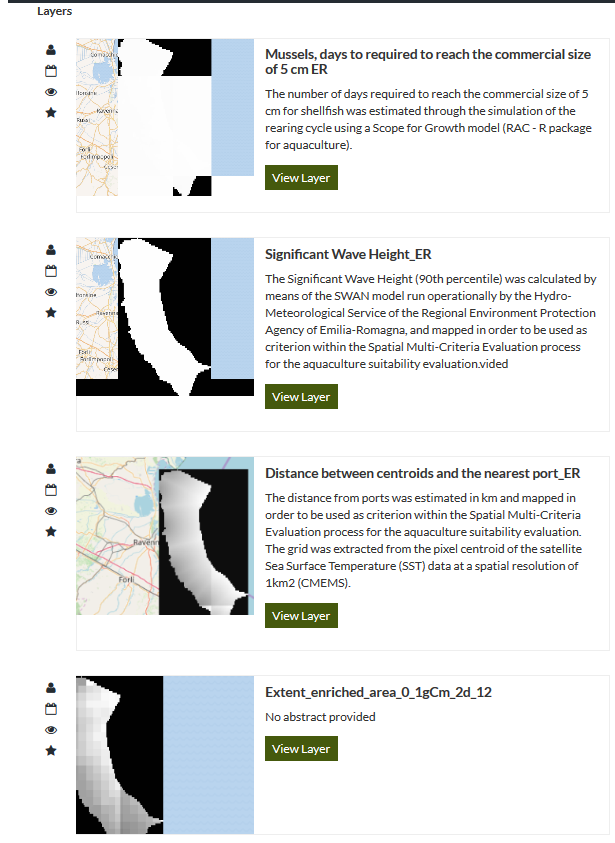 Layers
Comacchio
Russi
Forlì
Forlimpopoli
Mussels, days to required to reach the commercial size
of 5 cm ER
The number of days required to reach the commercial size of 5
cm for shellfish was estimated through the simulation of the
rearing cycle using a Scope for Growth model (RAC - R package
for aquaculture).
View Layer
Russi
Forlì
Forlimpopoli
Significant Wave Height_ER
The Significant Wave Height (90th percentile) was calculated by
means of the SWAN model run operationally by the Hydro-
Meteorological Service of the Regional Environment Protection
Agency of Emilia-Romagna, and mapped in order to be used as
criterion within the Spatial Multi-Criteria Evaluation process
for the aquaculture suitability evaluation.vided
View Layer
Ravenn
Forlì
Distance between centroids and the nearest port_ER
The distance from ports was estimated in km and mapped in
order to be used as criterion within the Spatial Multi-Criteria
Evaluation process for the aquaculture suitability evaluation.
The grid was extracted from the pixel centroid of the satellite
Sea Surface Temperature (SST) data at a spatial resolution of
1km2 (CMEMS).
View Layer
Extent_enriched_area_0_1gCm_2d_12
No abstract provided
View Layer